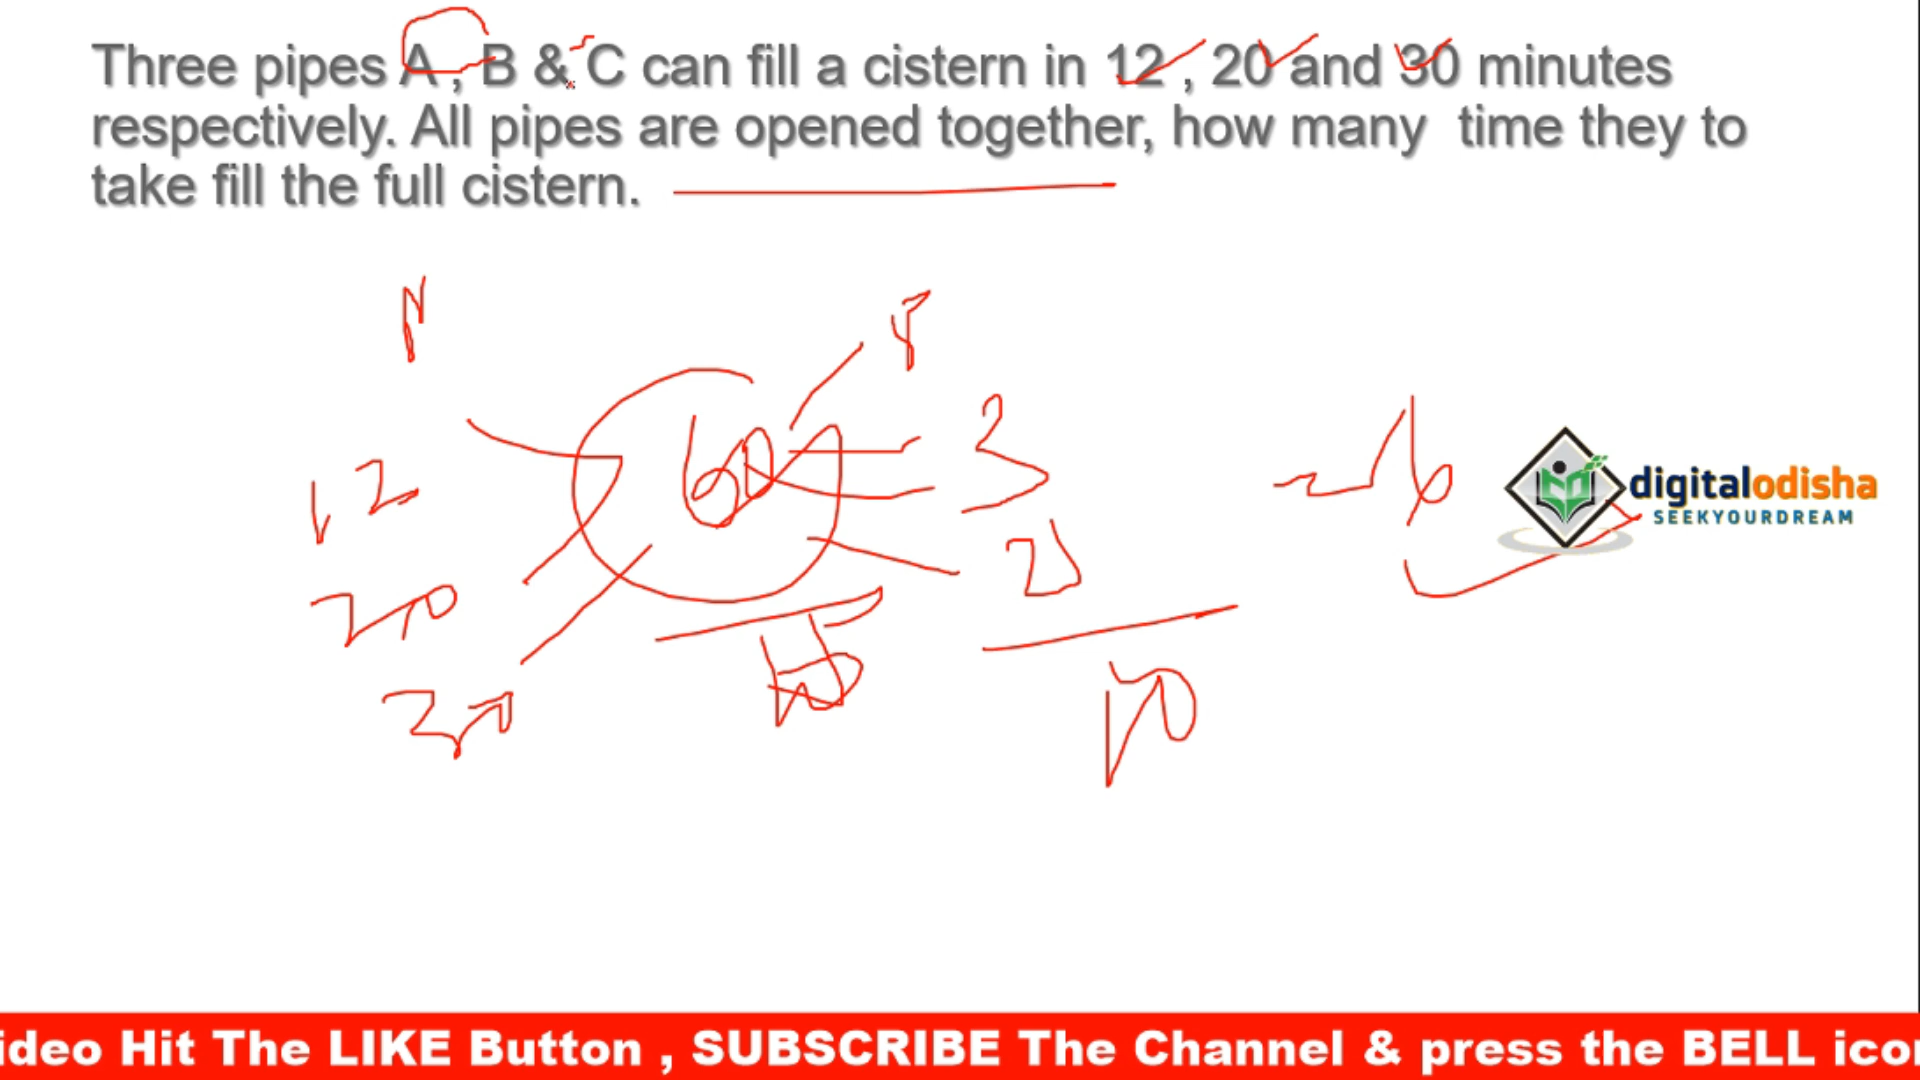 Three pipes A , B & C can fill a cistern in 12 , 20 and 30 minutes
respectively. All pipes are opened together, how many time they to
take fill the full cistern.
60
3
12
digitalodisha
SEEKYOURDREAM
20
2
30
10
ideo Hit The LIKE Button , SUBSCRIBE The Channel & press the BELL icon